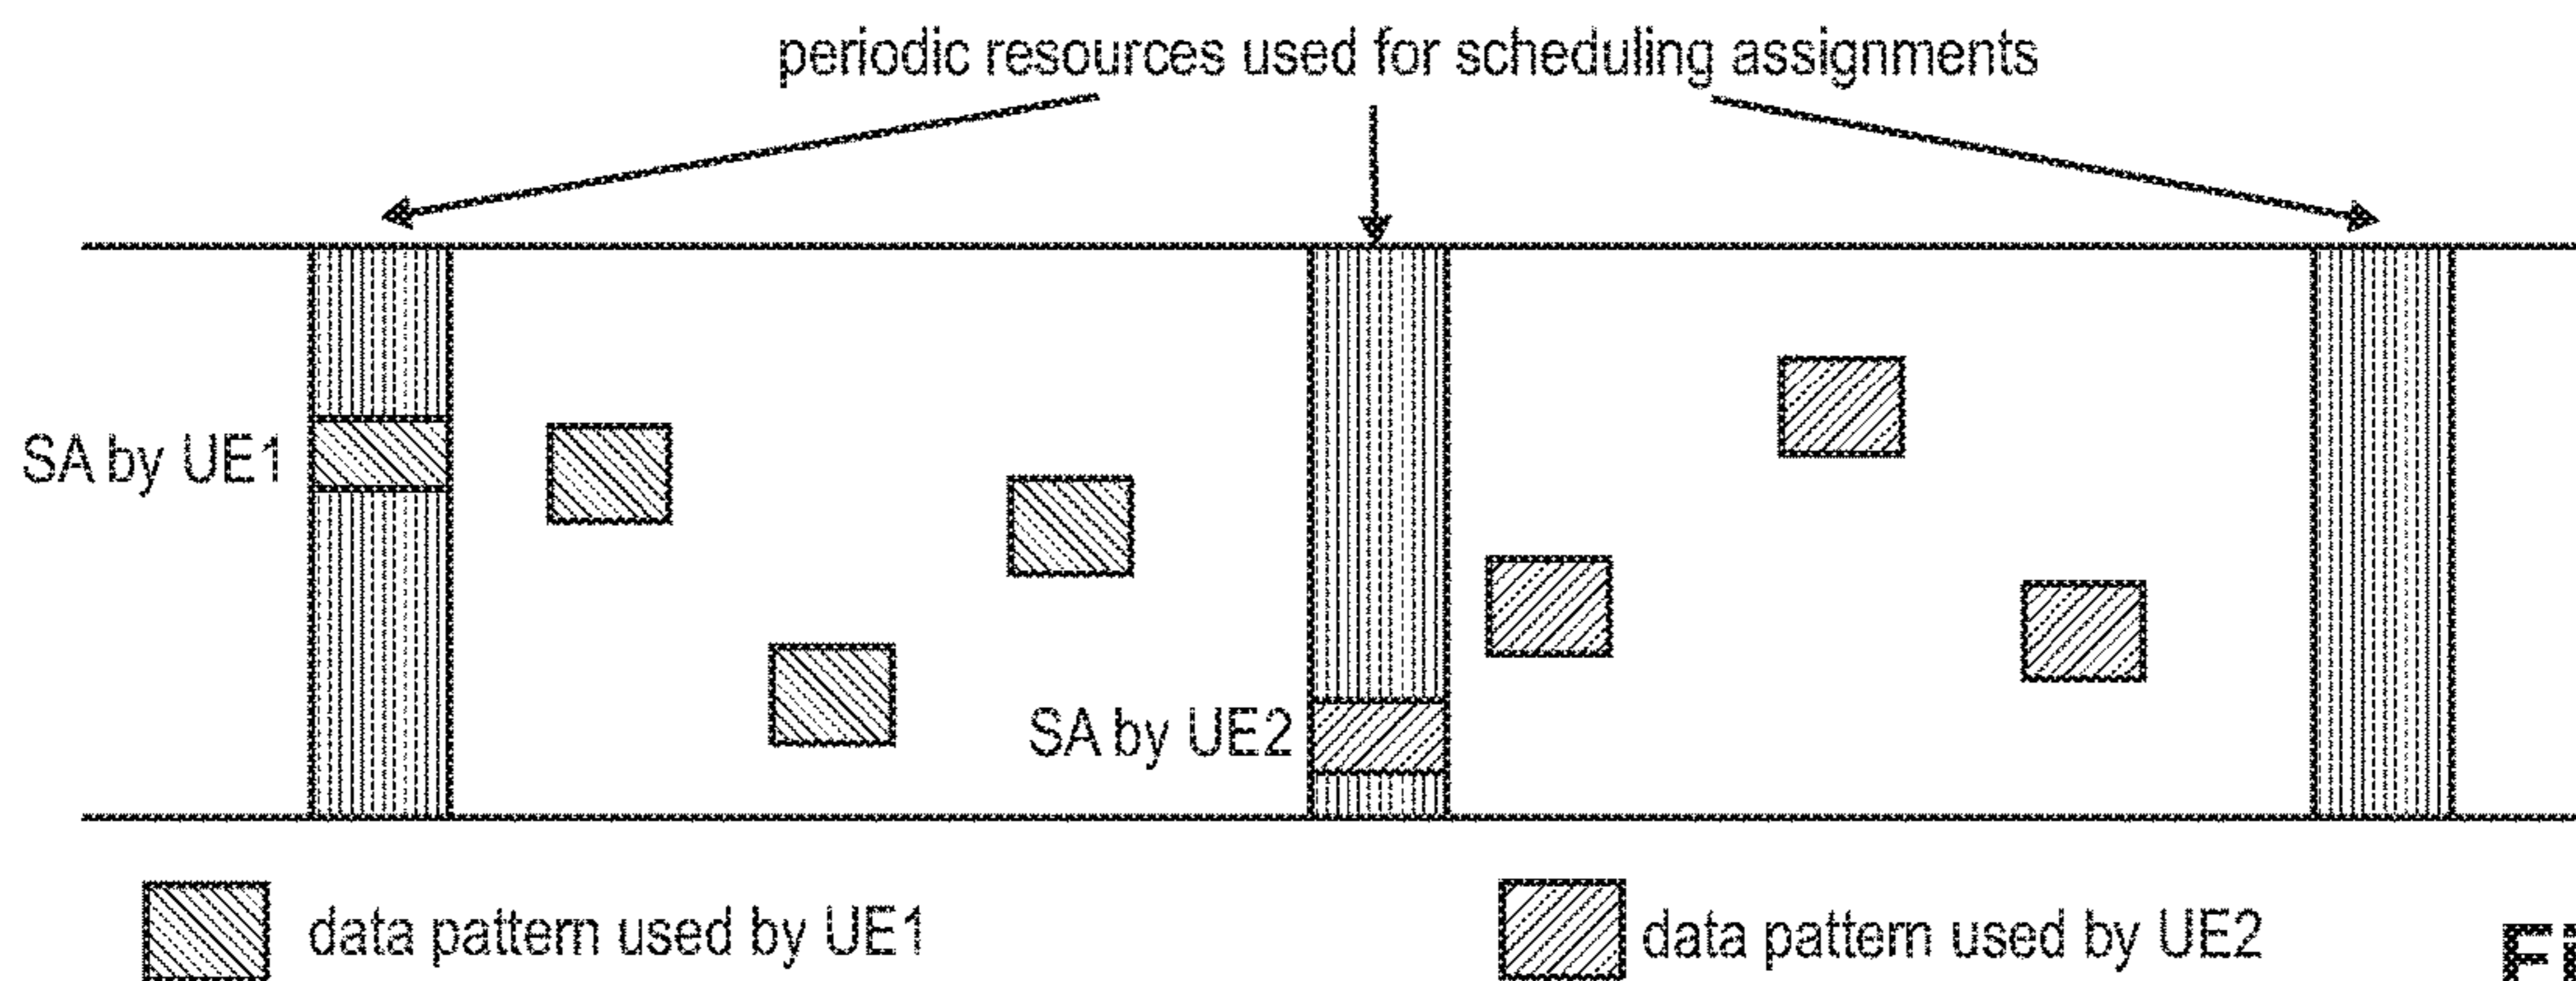 periodic resources used for scheduling assignments
SA by UE1
SA by UE2
data pattern used by UE1
data pattern used by UE2